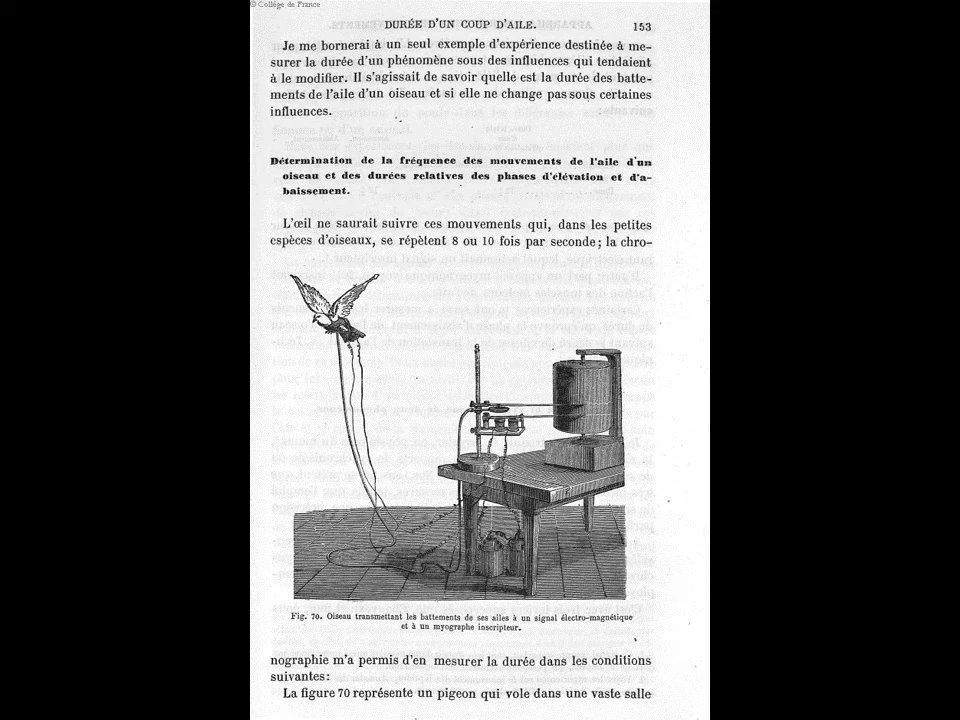 © Collège de France
DURÉE D'UN COUP D'AILE. 153
Je me bornerai à un seul exemple d'expérience destinée à me-
surer la durée d'un phénomène sous des influences qui tendaient
à le modifier. Il s'agissait de savoir quelle est la durée des batte-
ments de l'aile d'un oiseau et si elle ne change pas sous certaines
influences.
Détermination de la fréquence des mouvements de l'aile d'un
oiseau et des durées relatives des phases d'élévation et d'a-
baissement.
L'œil ne saurait suivre ces mouvements qui, dans les petites
espèces d'oiseaux, se répètent 8 ou 10 fois par seconde; la chro-
Fig. 70. Oiseau transmettant les battements de ses ailes à un signal électro-magnétique
et à un myographe inscripteur.
nographie m'a permis d'en mesurer la durée dans les conditions
suivantes:
La figure 70 représente un pigeon qui vole dans une vaste salle